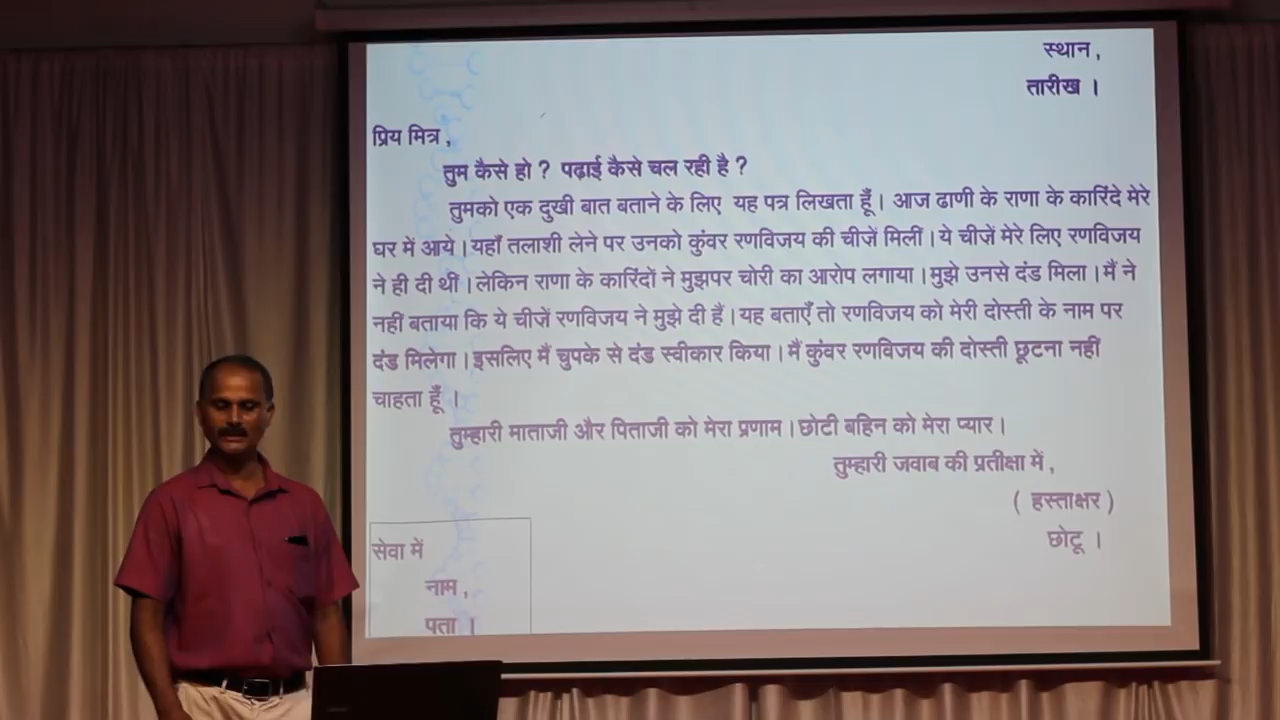 स्थान ,
तारीख ।
प्रिय मित्र ,
तुम कैसे हो ? पढ़ाई कैसे चल रही है ?
तुमको एक दुखी बात बताने के लिए यह पत्र लिखता हूँ । आज ढाणी के राणा के कारिंदे मेरे
घर में आये । यहाँ तलाशी लेने पर उनको कुंवर रणविजय की चीज़ें मिलीं । ये चीज़ें मेरे लिए रणविजय
ने ही दी थीं । लेकिन राणा के कारिंदों ने मुझपर चोरी का आरोप लगाया । मुझे उनसे दंड मिला । मैं ने
नहीं बताया कि ये चीज़ें रणविजय ने मुझे दी हैं । यह बताएँ तो रणविजय को मेरी दोस्ती के नाम पर
दंड मिलेगा । इसलिए मैं चुपके से दंड स्वीकार किया । मैं कुंवर रणविजय की दोस्ती छूटना नहीं
चाहता हूँ ।
तुम्हारी माताजी और पिताजी को मेरा प्रणाम । छोटी बहिन को मेरा प्यार ।
तुम्हारी जवाब की प्रतीक्षा में ,
( हस्ताक्षर )
छोटू ।
सेवा में
नाम ,
पता ।